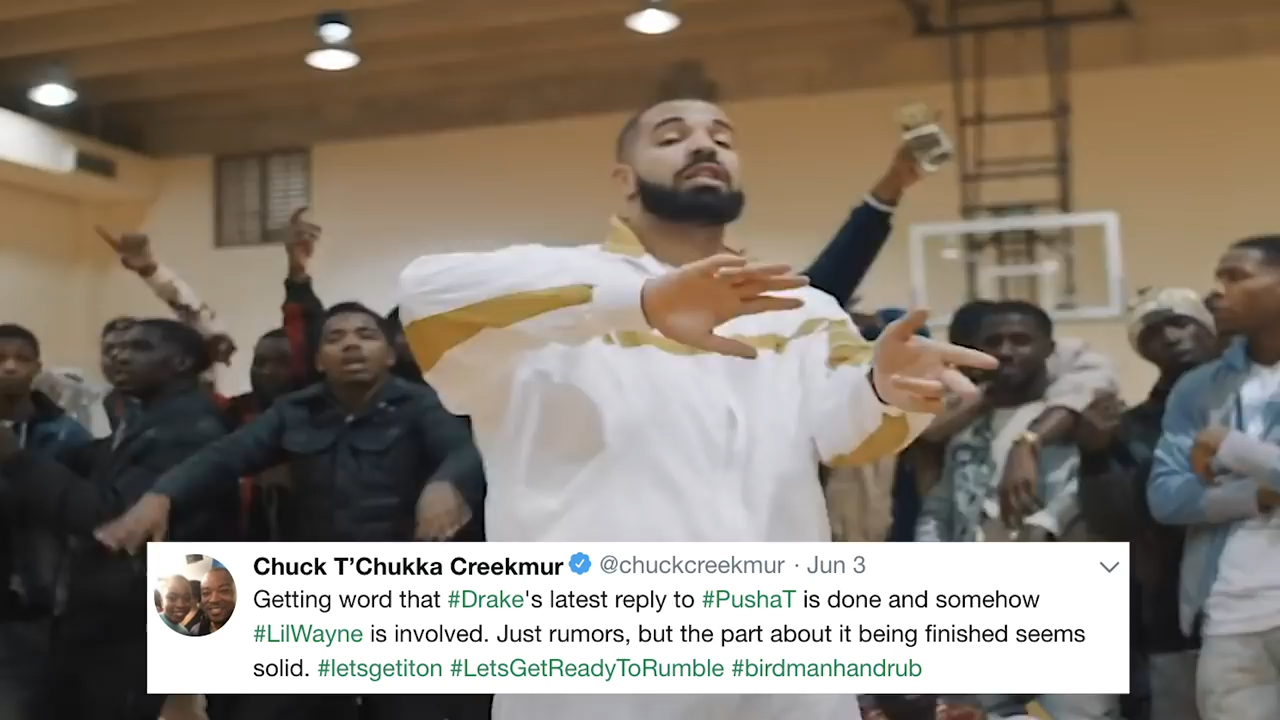 Chuck T’Chukka Creekmur @chuckcreekmur · Jun 3
Getting word that #Drake's latest reply to #PushaT is done and somehow
#LilWayne is involved. Just rumors, but the part about it being finished seems
solid. #letsgetiton #LetsGetReadyToRumble #birdmanhandrub